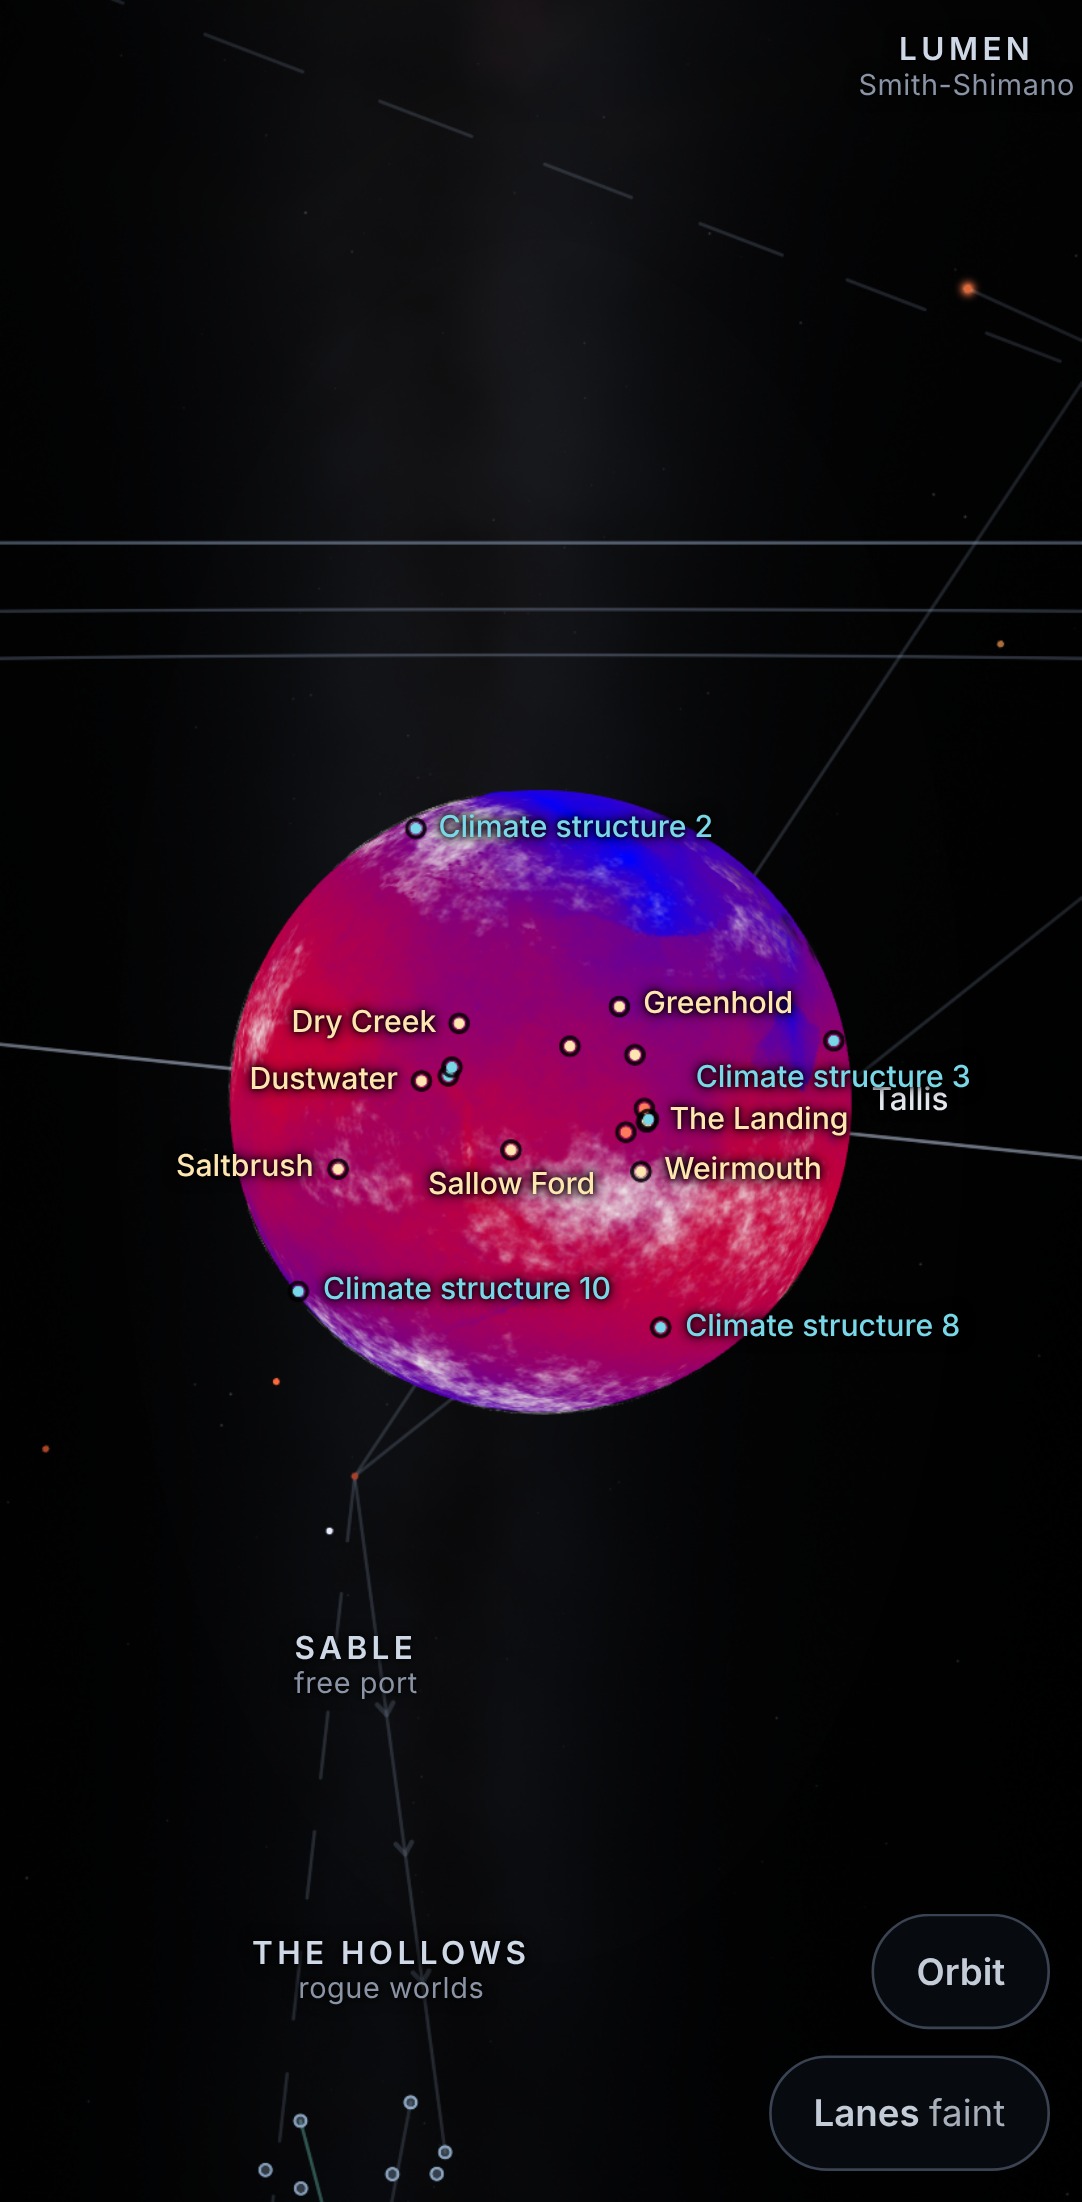 LUMEN
Smith-Shimano
Climate structure 2
Greenhold
Dry Creek
Climate structure 3
Dustwater
Tallis
The Landing
Saltbrush
Weirmouth
Sallow Ford
Climate structure 10
Climate structure 8
SABLE
free port
THE HOLLOWS
rogue worlds
Orbit
Lanes faint